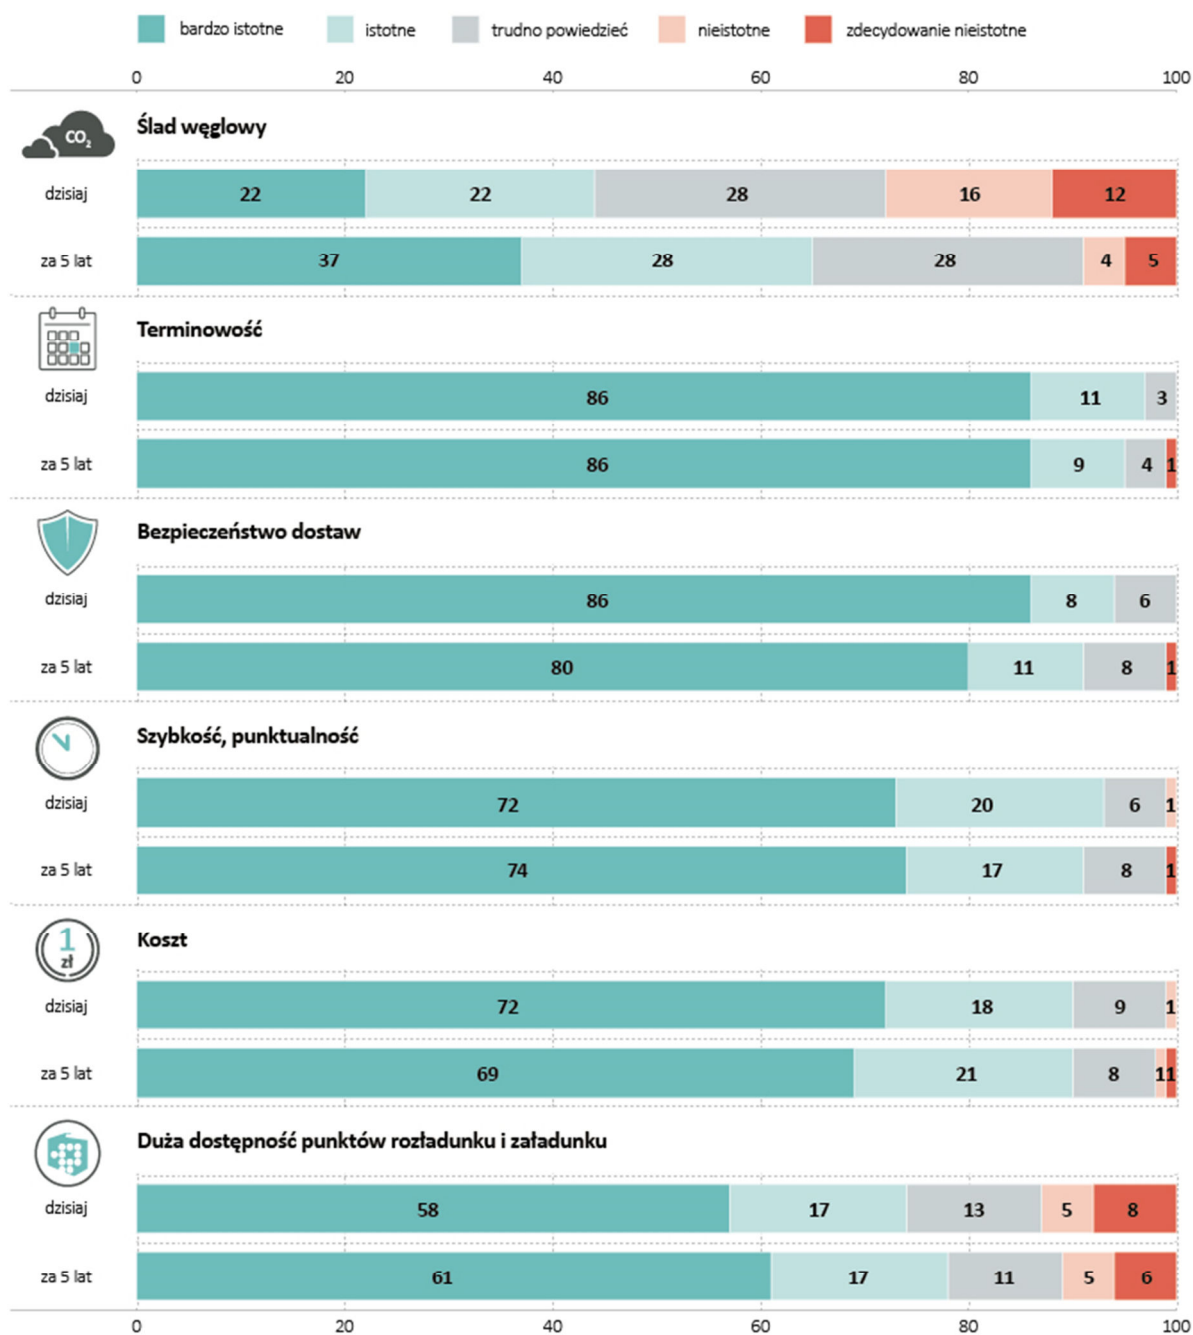 bardzo istotne istotne trudno powiedzieć nieistotne zdecydowanie nieistotne
0 20 40 60 80 100
CO2
Ślad węglowy
dzisiaj 22 22 28 16 12
za 5 lat 37 28 28 4 5
Terminowość
dzisiaj 86 11 3
za 5 lat 86 9 4 1
Bezpieczeństwo dostaw
dzisiaj 86 8 6
za 5 lat 80 11 8 1
Szybkość, punktualność
dzisiaj 72 20 6 1
za 5 lat 74 17 8 1
1 zł
Koszt
dzisiaj 72 18 9 1
za 5 lat 69 21 8 1 1
Duża dostępność punktów rozładunku i załadunku
dzisiaj 58 17 13 5 8
za 5 lat 61 17 11 5 6
0 20 40 60 80 100